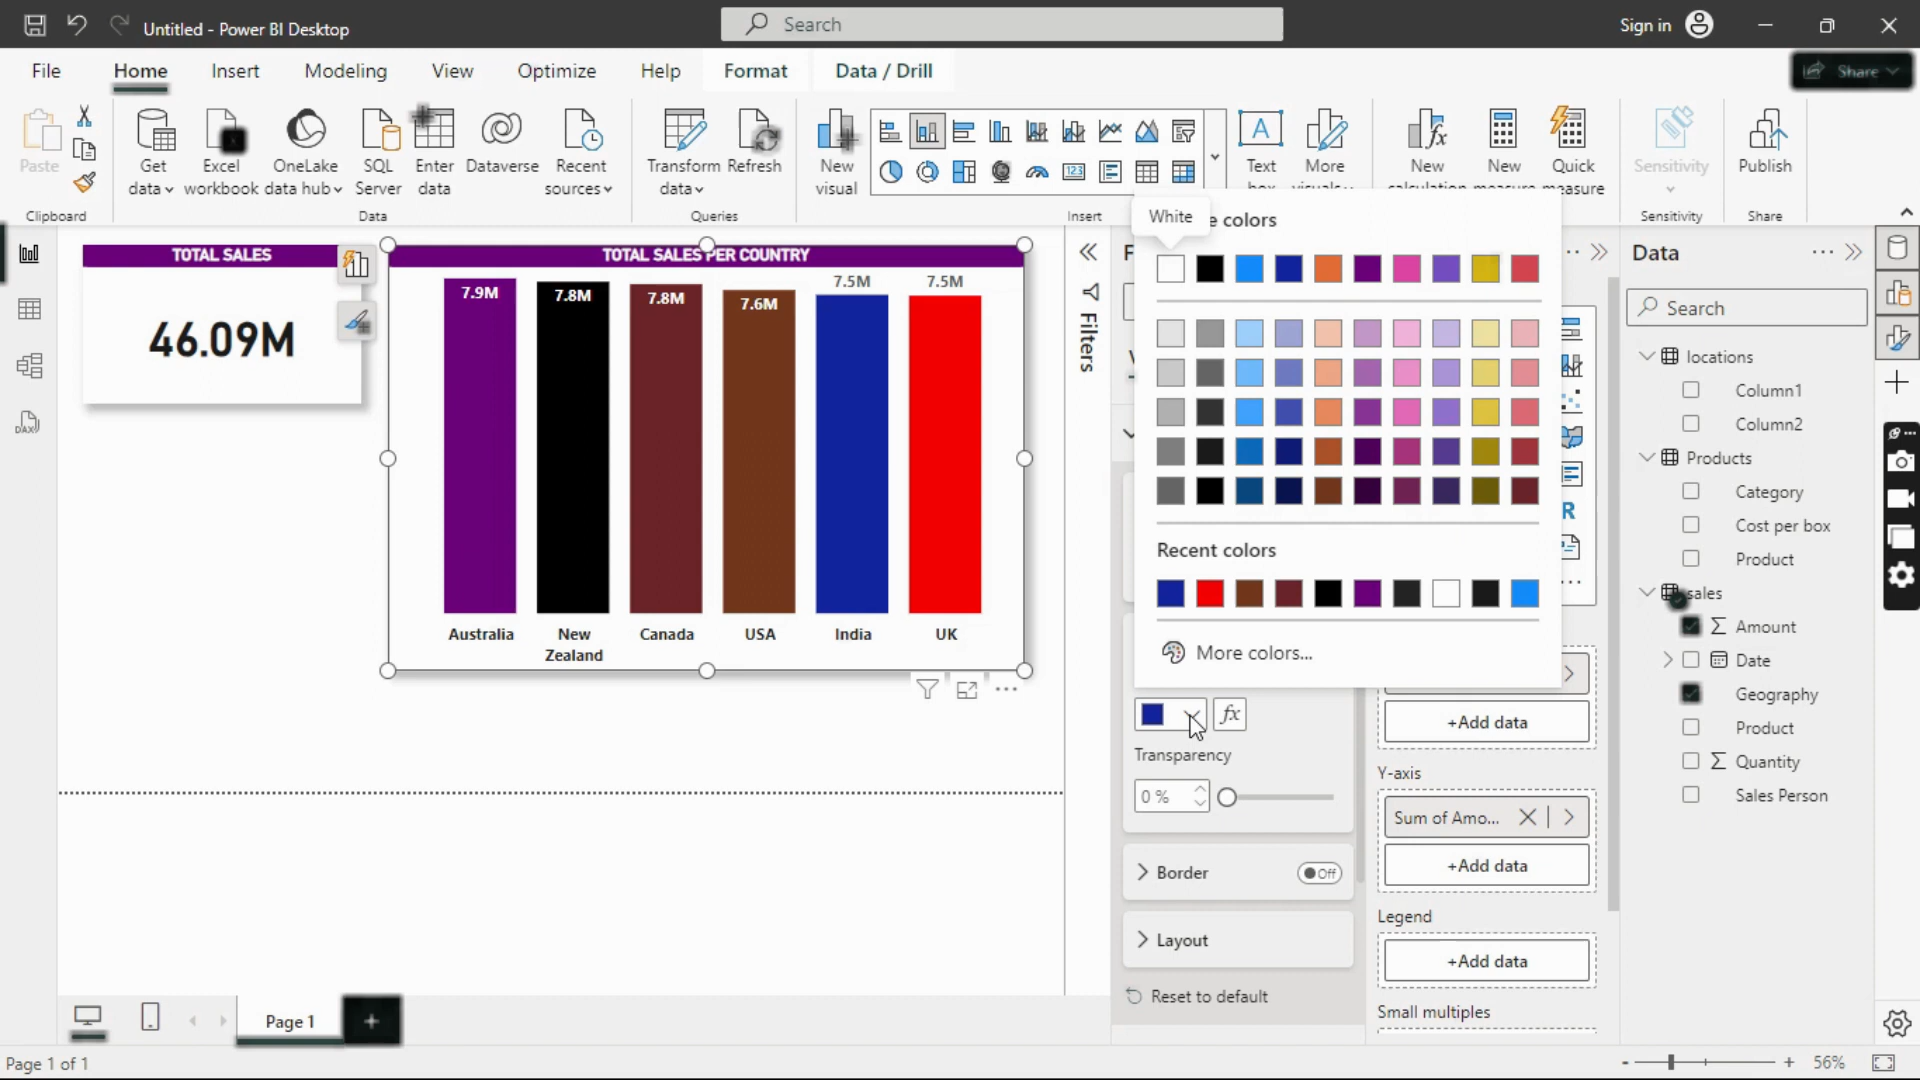 Untitled - Power BI Desktop
Search
Sign in
File
Home
Insert
Modeling
View
Optimize
Help
Format
Data / Drill
Share
Paste
Get
data
Excel
workbook
OneLake
data hub
SQL
Server
Enter
data
Dataverse
Recent
sources
Transform
data
Refresh
New
visual
Text
More
New
New
Quick
measure
Sensitivity
Publish
Clipboard
Data
Queries
Insert
Sensitivity
Share
White
colors
TOTAL SALES
46.09M
TOTAL SALES PER COUNTRY
7.9M
7.8M
7.8M
7.6M
7.5M
7.5M
Australia
New
Zealand
Canada
USA
India
UK
Filters
Recent colors
More colors...
fx
Transparency
0 %
Border
Off
Layout
Reset to default
R
+Add data
Y-axis
Sum of Amo...
+Add data
Legend
+Add data
Small multiples
Data
Search
locations
Column1
Column2
Products
Category
Cost per box
Product
sales
Amount
Date
Geography
Product
Quantity
Sales Person
DAX
Page 1
Page 1 of 1
56%